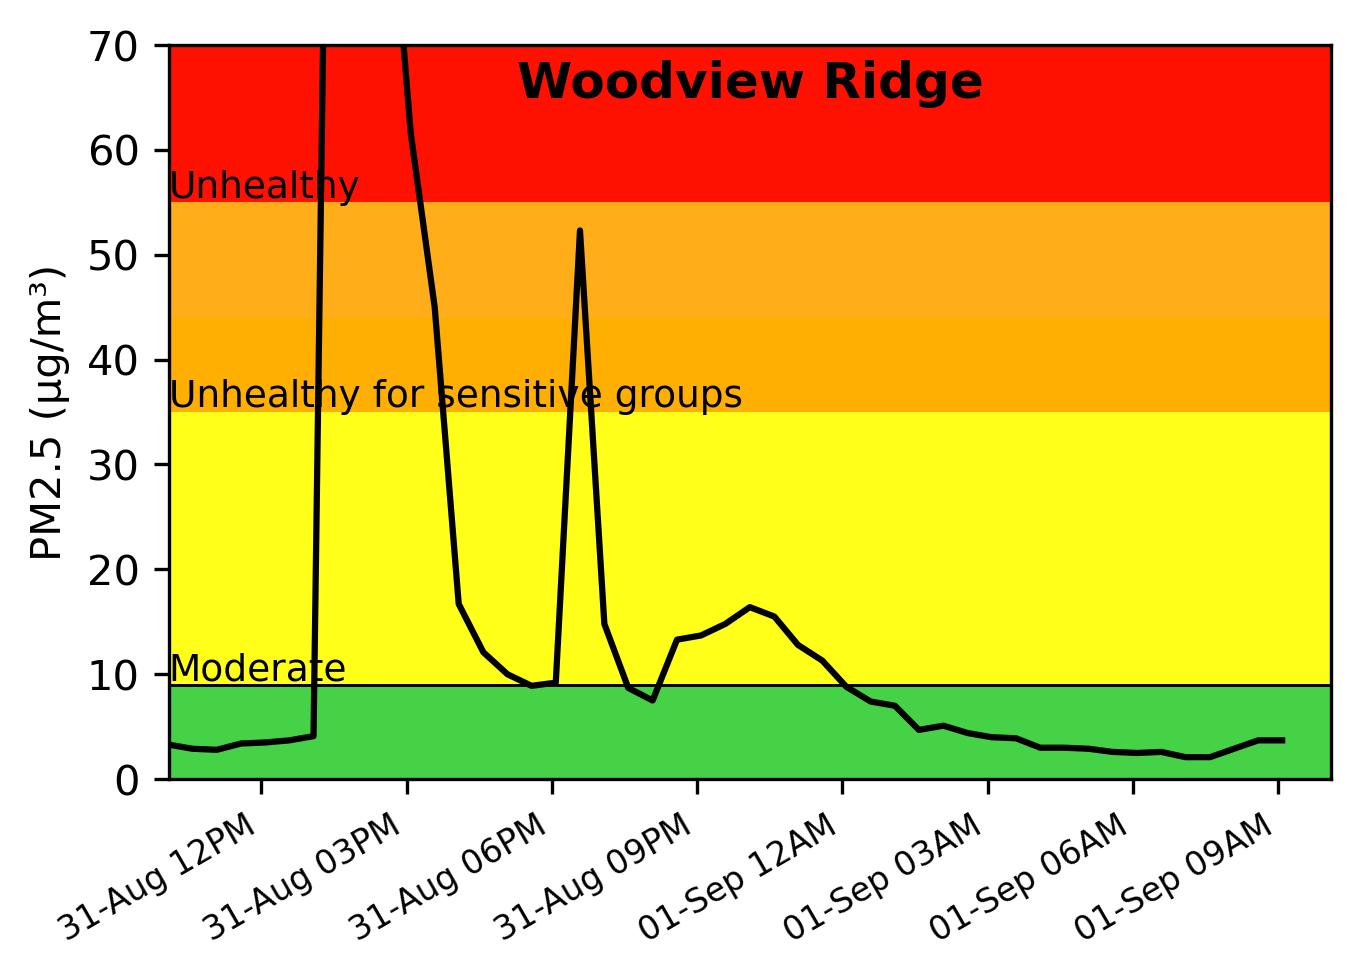 Woodview Ridge
PM2.5 (µg/m³)
70
60
50
40
30
20
10
0
Unhealthy
Unhealthy for sensitive groups
Moderate
31-Aug 12PM
31-Aug 03PM
31-Aug 06PM
31-Aug 09PM
01-Sep 12AM
01-Sep 03AM
01-Sep 06AM
01-Sep 09AM